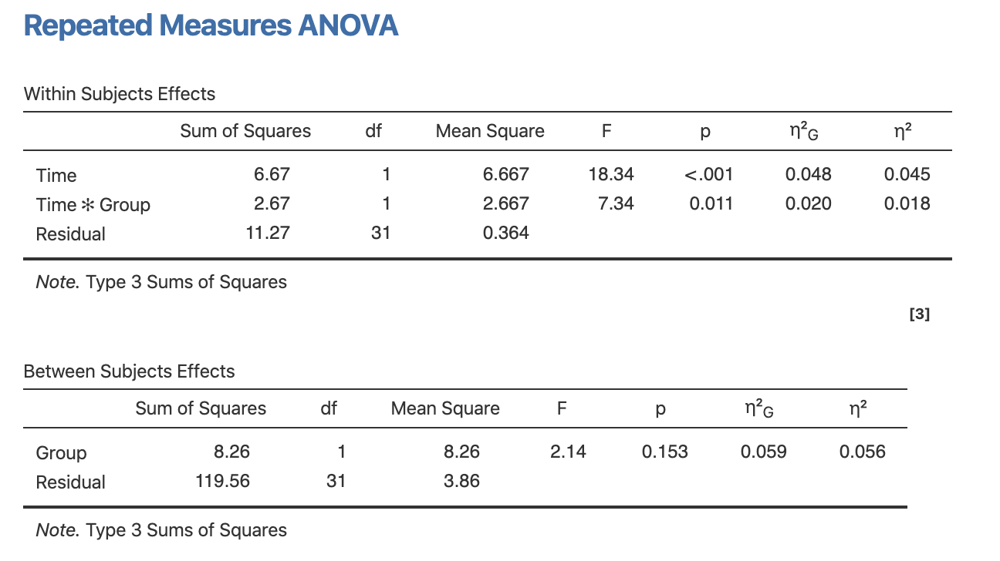 Repeated Measures ANOVA
Within Subjects Effects
Sum of Squares df Mean Square F p η²G η²
Time 6.67 1 6.667 18.34 <.001 0.048 0.045
Time ✻ Group 2.67 1 2.667 7.34 0.011 0.020 0.018
Residual 11.27 31 0.364
Note. Type 3 Sums of Squares
[3]
Between Subjects Effects
Sum of Squares df Mean Square F p η²G η²
Group 8.26 1 8.26 2.14 0.153 0.059 0.056
Residual 119.56 31 3.86
Note. Type 3 Sums of Squares